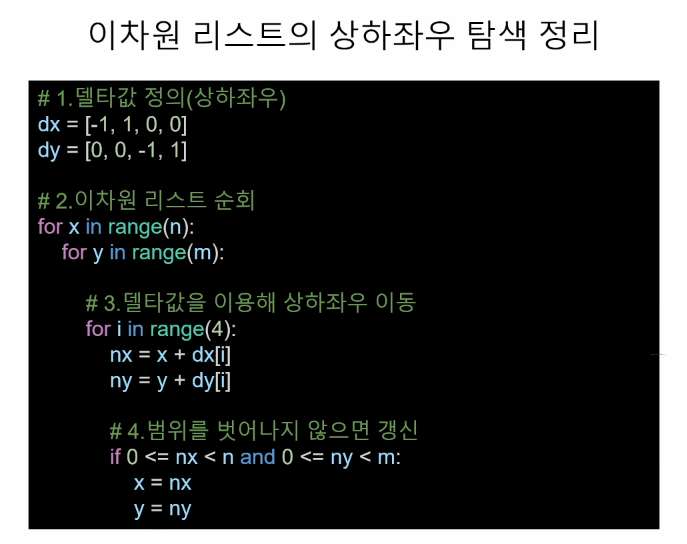 이차원 리스트의 상하좌우 탐색 정리
# 1.델타값 정의(상하좌우)
dx = [-1, 1, 0, 0]
dy = [0, 0, -1, 1]
# 2.이차원 리스트 순회
for x in range(n):
for y in range(m):
# 3.델타값을 이용해 상하좌우 이동
for i in range(4):
nx = x + dx[i]
ny = y + dy[i]
# 4.범위를 벗어나지 않으면 갱신
if 0 <= nx < n and 0 <= ny < m:
x = nx
y = ny